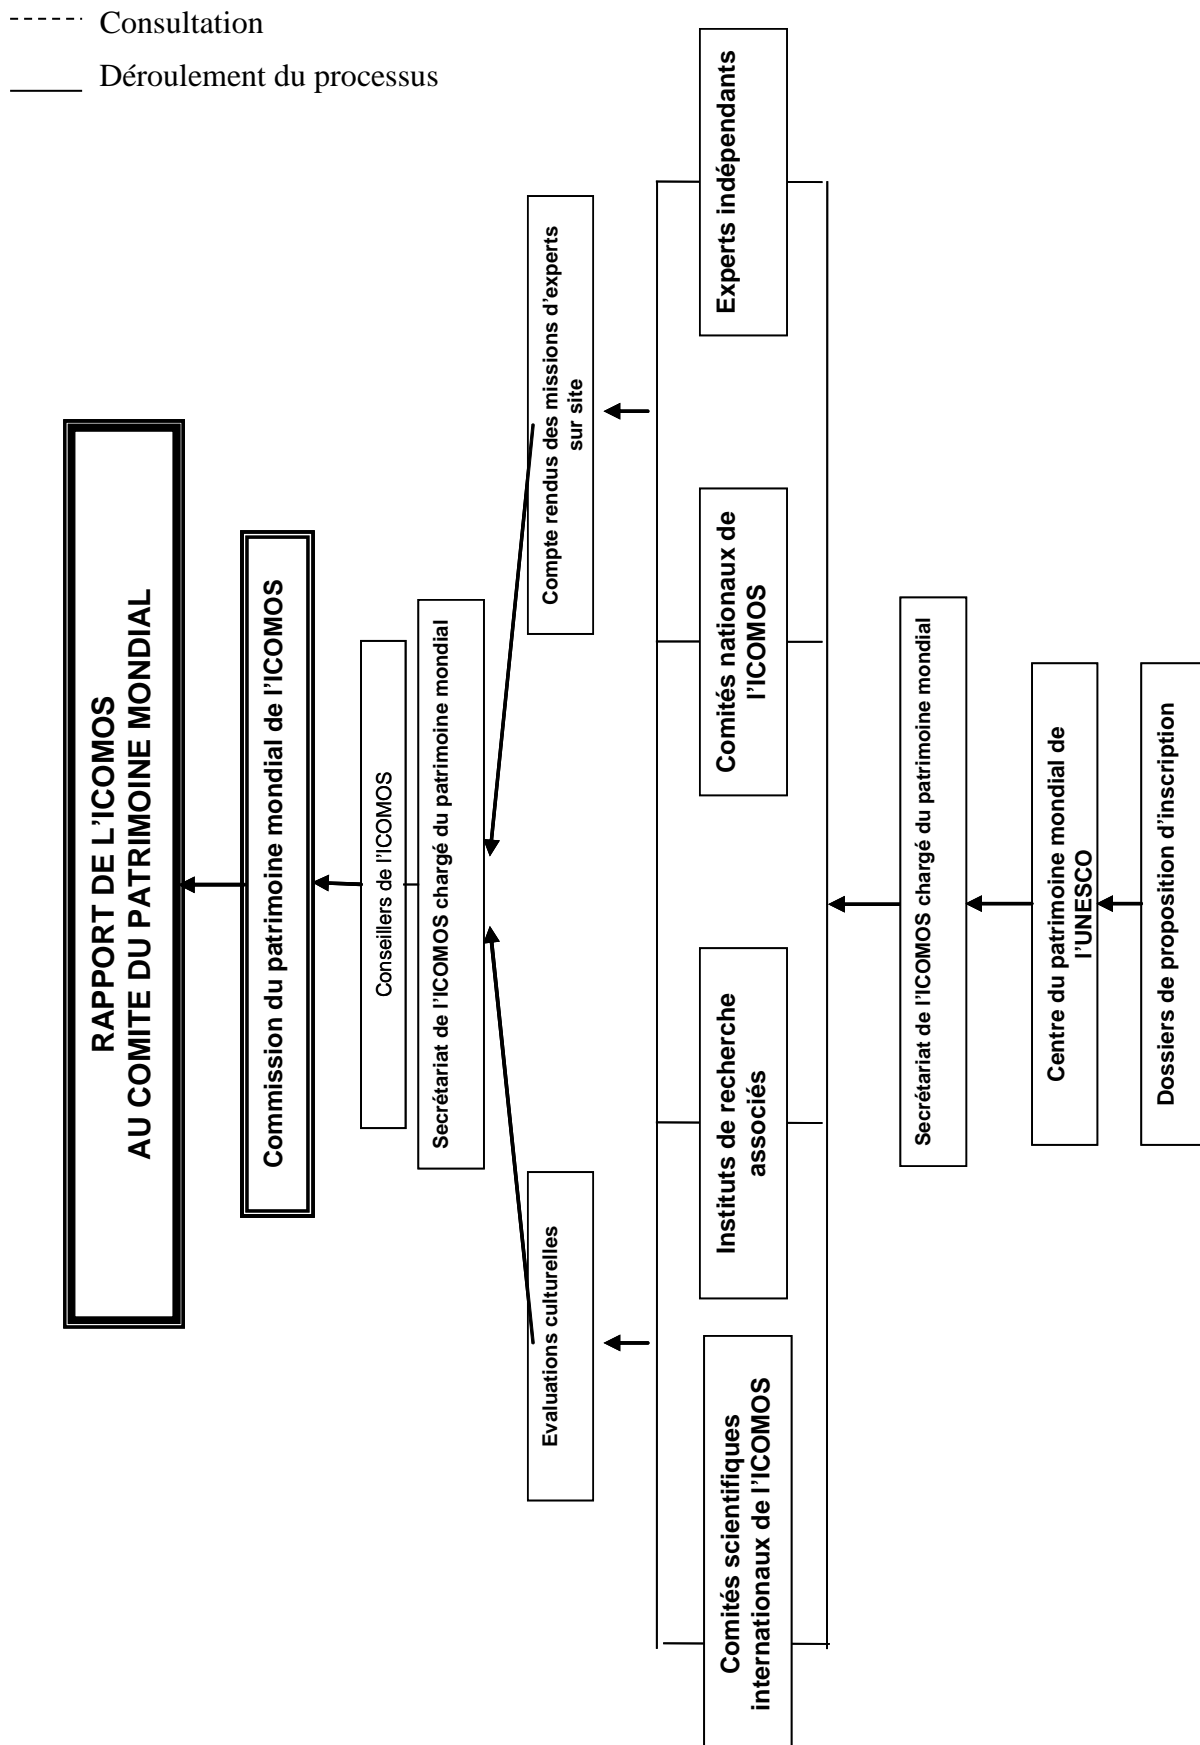 Consultation
Déroulement du processus
RAPPORT DE L'ICOMOS
AU COMITE DU PATRIMOINE MONDIAL
Commission du patrimoine mondial de l'ICOMOS
Conseillers de l'ICOMOS
Secrétariat de l'ICOMOS chargé du patrimoine mondial
Evaluations culturelles
Compte rendus des missions d'experts
sur site
Comités scientifiques
internationaux de l'ICOMOS
Instituts de recherche
associés
Comités nationaux de
l'ICOMOS
Experts indépendants
Secrétariat de l'ICOMOS chargé du patrimoine mondial
Centre du patrimoine mondial de
l'UNESCO
Dossiers de proposition d'inscription